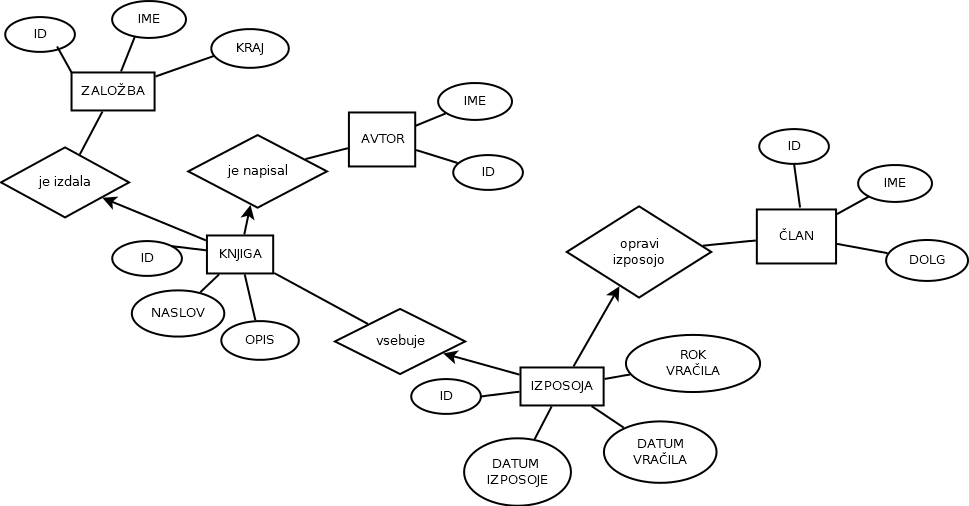 IME
ID
KRAJ
ZALOŽBA
IME
AVTOR
ID
je napisal
ID
je izdala
IME
ČLAN
opravi
izposojo
KNJIGA
ID
DOLG
NASLOV
OPIS
vsebuje
ROK
VRAČILA
IZPOSOJA
ID
DATUM
VRAČILA
DATUM
IZPOSOJE